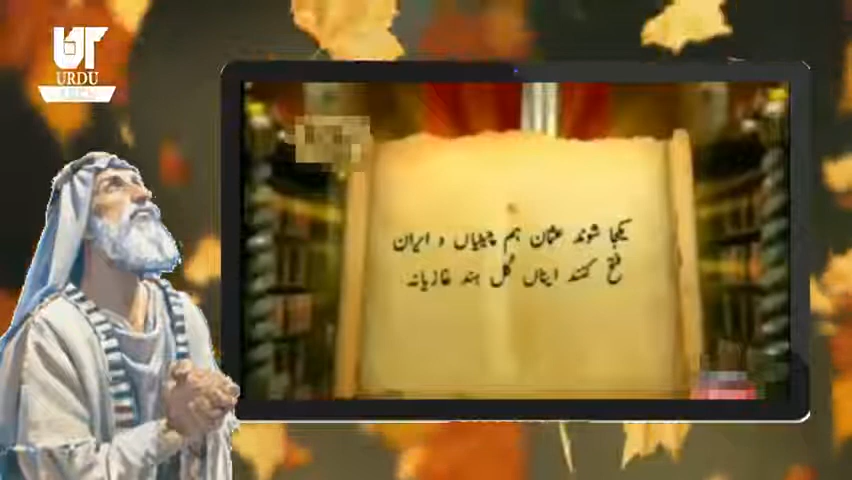 UT
URDU
یکجا شوند عثمان ہم چینیاں و ایران
فتح کنند ایناں کُل ہند غازیانہ